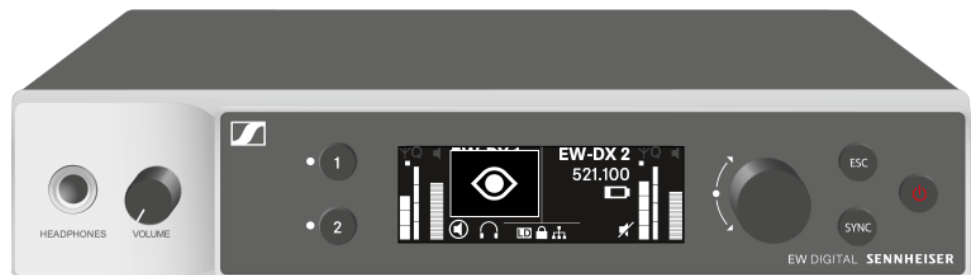 1
2
HEADPHONES
VOLUME
EW-DX 2
521.100
LD
ESC
SYNC
EW DIGITAL SENNHEISER